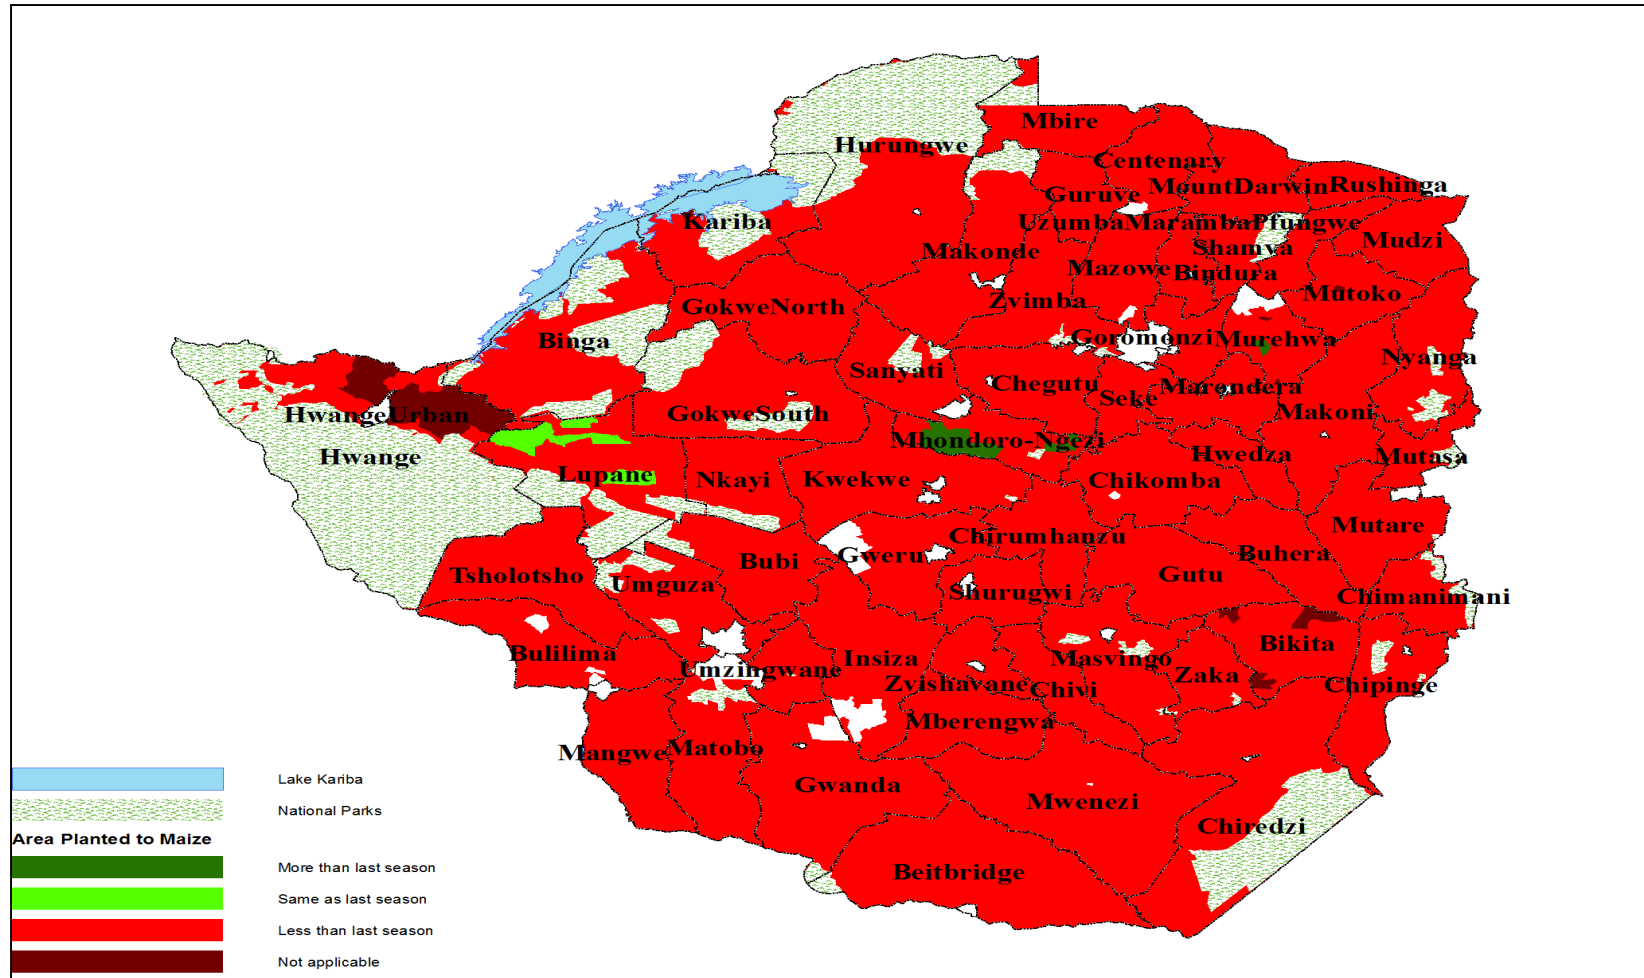 Mbire
Hurungwe
Centenary
MountDarwin
Rushinga
Guruve
Kariba
UzumbaMarambaPfungwe
Mudzi
Shamva
Makonde
Mazowe
Bindura
Mutoko
Zvimba
GokweNorth
Binga
Goromonzi
Murehwa
Nyanga
Sanyati
Chegutu
Marondera
Seke
HwangeUrban
GokweSouth
Makoni
Mhondoro-Ngezi
Hwange
Hwedza
Mutasa
Lupane
Nkayi
Kwekwe
Chikomba
Mutare
Chirumhanzu
Buhera
Gweru
Bubi
Tsholotsho
Umguza
Gutu
Shurugwi
Chimanimani
Bikita
Bulilima
Insiza
Masvingo
Umzingwane
Zvishavane
Chivi
Zaka
Chipinge
Mberengwa
Mangwe
Matobo
Gwanda
Mwenezi
Chiredzi
Beitbridge
Lake Kariba
National Parks
Area Planted to Maize
More than last season
Same as last season
Less than last season
Not applicable